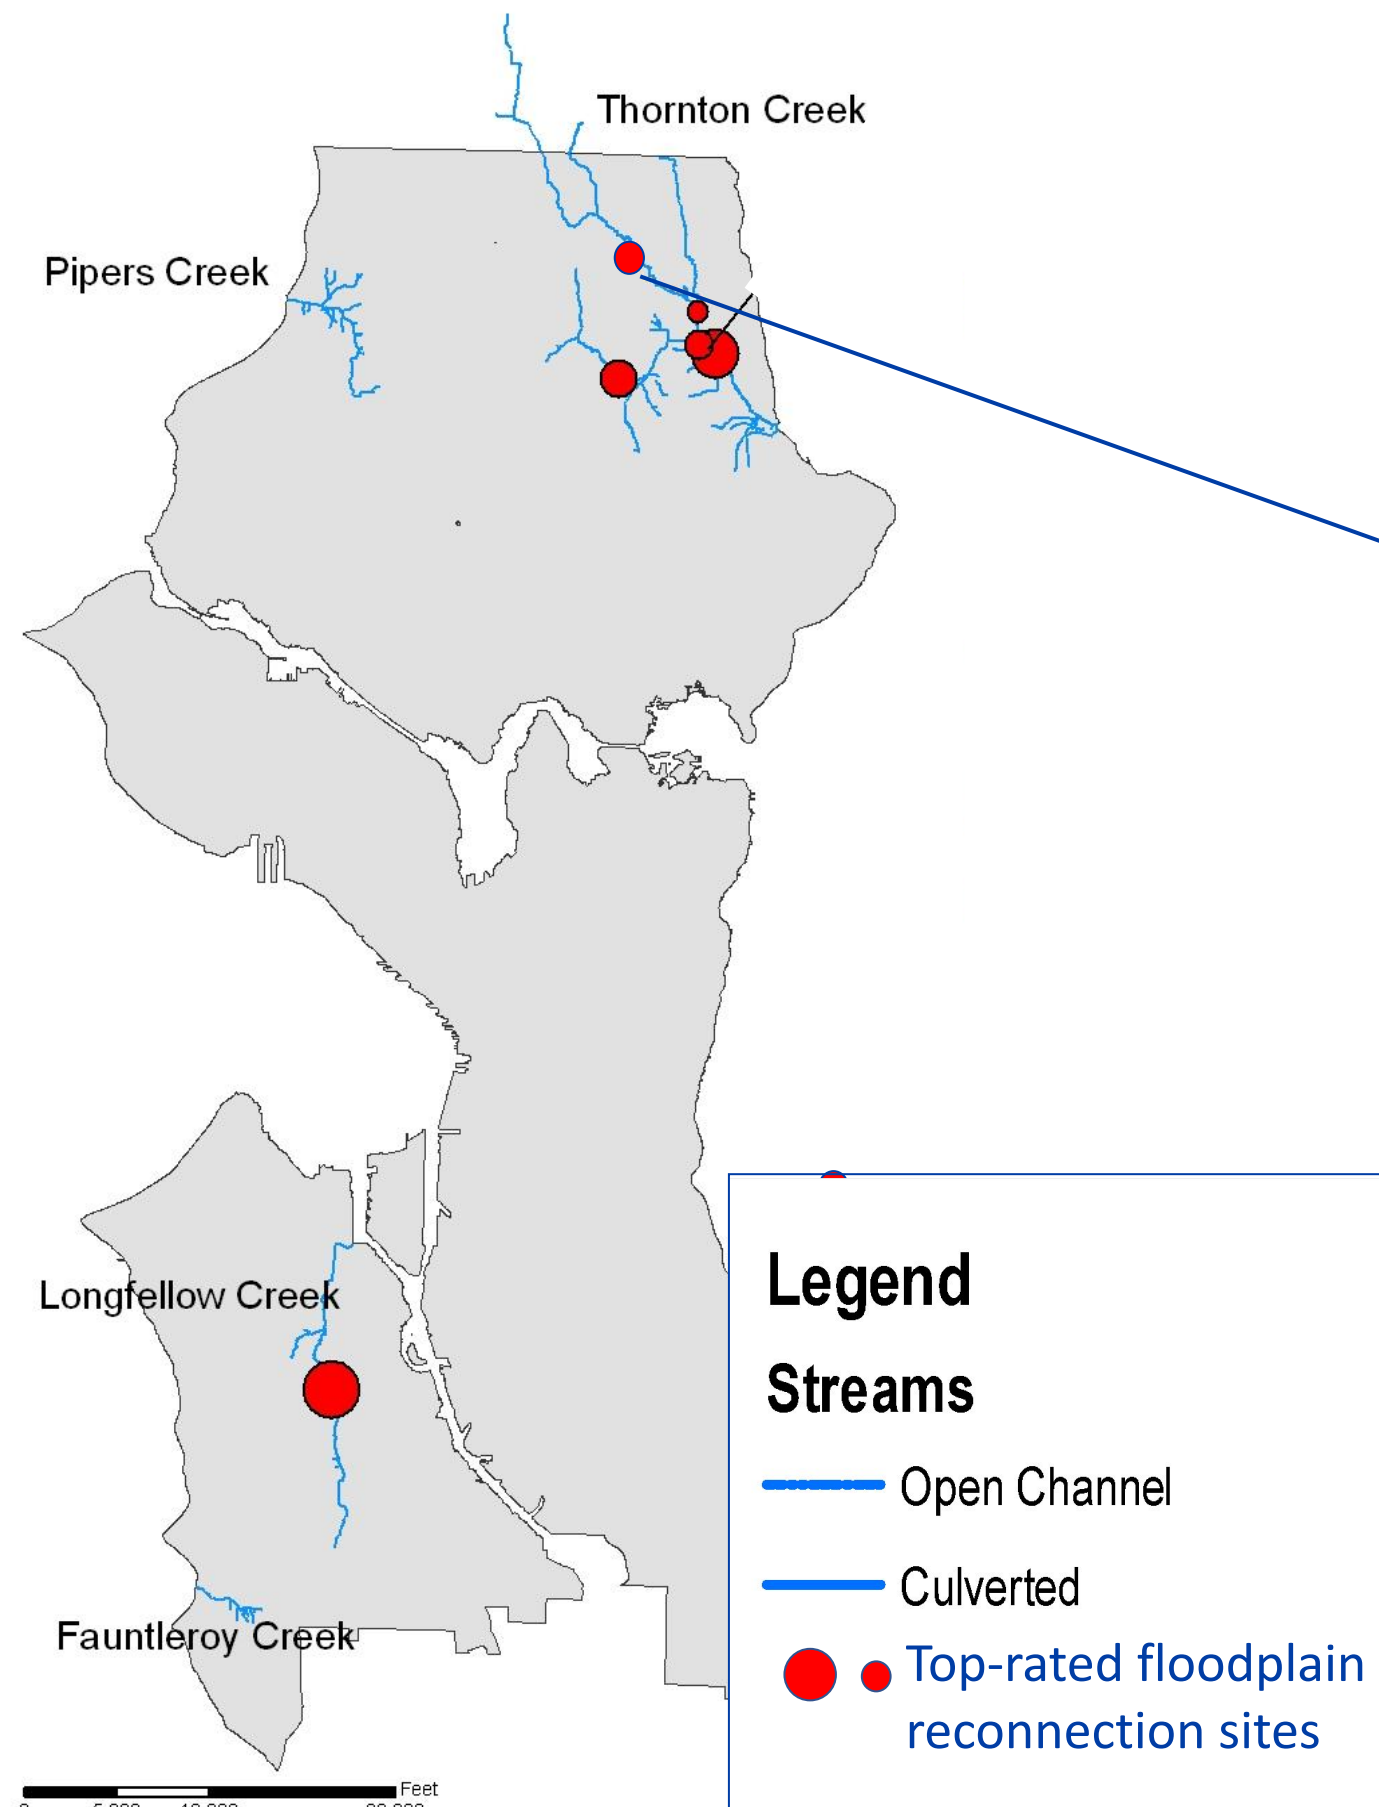 Thornton Creek
Pipers Creek
Longfellow Creek
Fauntleroy Creek
Feet
Legend
Streams
Open Channel
Culverted
Top-rated floodplain
reconnection sites